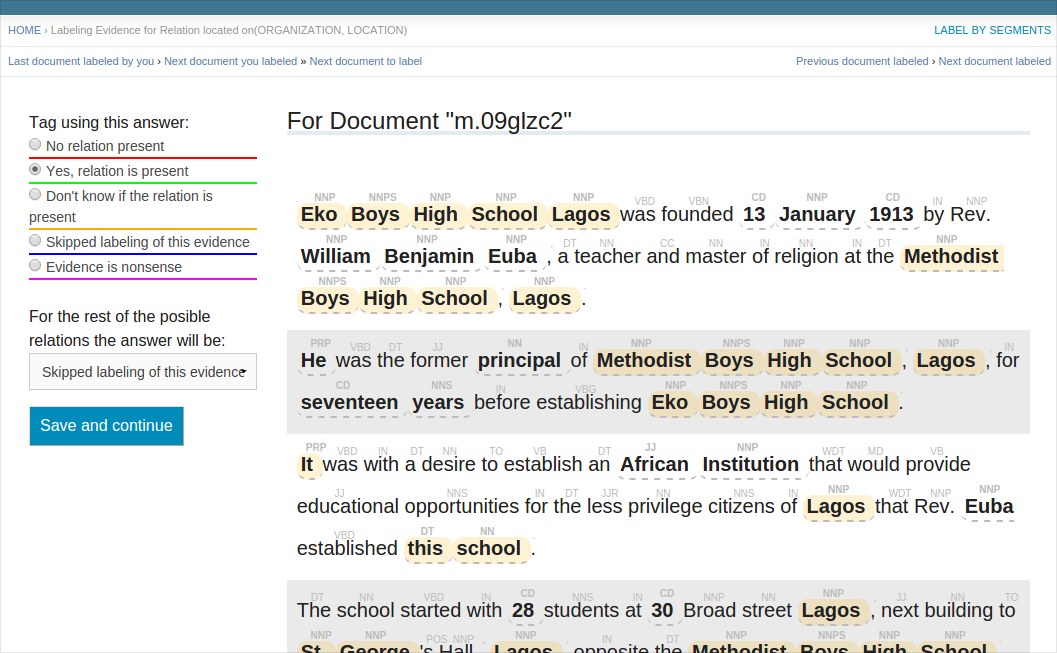 HOME › Labeling Evidence for Relation located on(ORGANIZATION, LOCATION) LABEL BY SEGMENTS
Last document labeled by you › Next document you labeled » Next document to label Previous document labeled › Next document labeled
Tag using this answer:
No relation present
Yes, relation is present
Don't know if the relation is
present
Skipped labeling of this evidence
Evidence is nonsense
For the rest of the posible
relations the answer will be:
Skipped labeling of this evidence
Save and continue
For Document "m.09glzc2"
NNP NNPS NNP NNP NNP VBD VBN CD NNP CD IN NNP
Eko Boys High School Lagos was founded 13 January 1913 by Rev.
NNP NNP NNP , DT NN CC NN IN NN IN DT NNP
William Benjamin Euba , a teacher and master of religion at the Methodist
NNPS NNP NNP , NNP .
Boys High School , Lagos .
PRP VBD DT JJ NN IN NNP NNPS NNP NNP , NNP , IN
He was the former principal of Methodist Boys High School , Lagos , for
CD NNS IN VBG NNP NNPS NNP NNP .
seventeen years before establishing Eko Boys High School .
PRP VBD IN DT NN TO VB DT JJ NNP WDT MD VB
It was with a desire to establish an African Institution that would provide
JJ NNS IN DT JJR NN NNS IN NNP WDT NNP NNP
educational opportunities for the less privilege citizens of Lagos that Rev. Euba
VBD DT NN .
established this school .
DT NN VBD IN CD NNS IN CD NNP NN NNP , JJ NN TO
The school started with 28 students at 30 Broad street Lagos , next building to
NNP NNP POS NNP , NNP , IN DT NNP NNPS NNP NNP
St. George 's Hall , Lagos , opposite the Methodist Boys High School